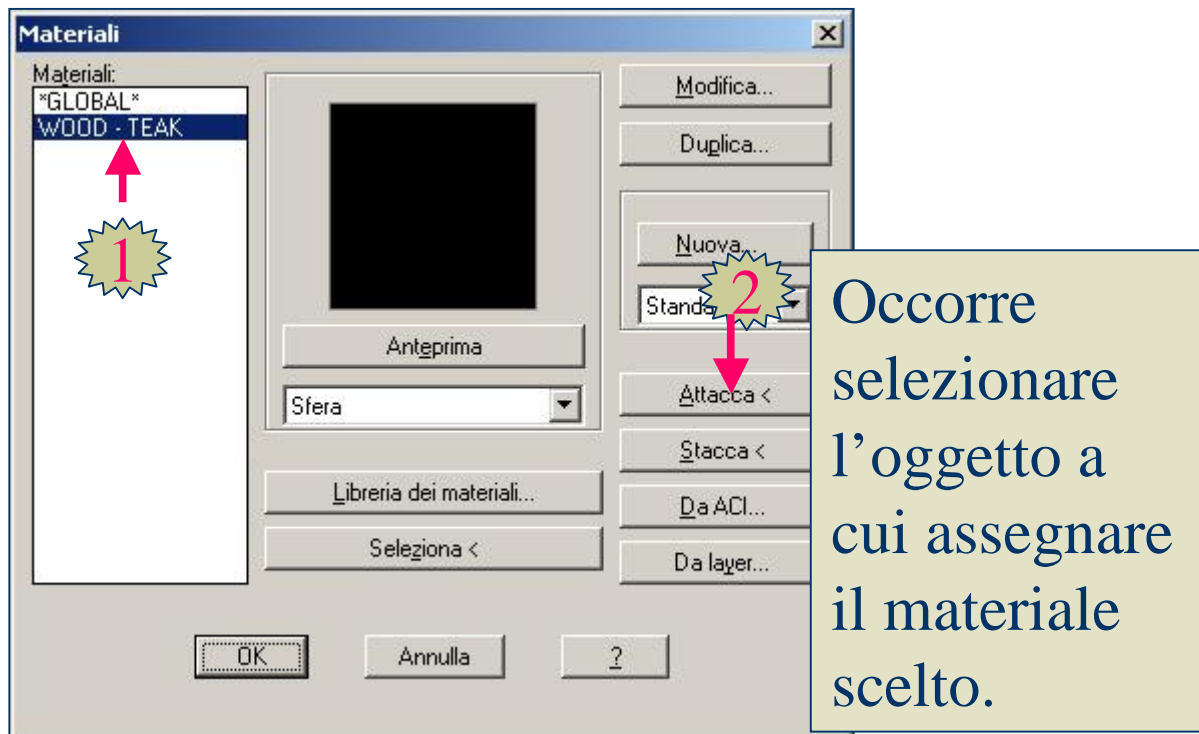 Materiali
Materiali:
*GLOBAL*
WOOD - TEAK
1
Anteprima
Sfera
Libreria dei materiali...
Seleziona <
Modifica...
Duplica...
Nuova...
2
Attacca <
Stacca <
Da ACI...
Da layer...
OK
Annulla
?
Occorre
selezionare
l’oggetto a
cui assegnare
il materiale
scelto.